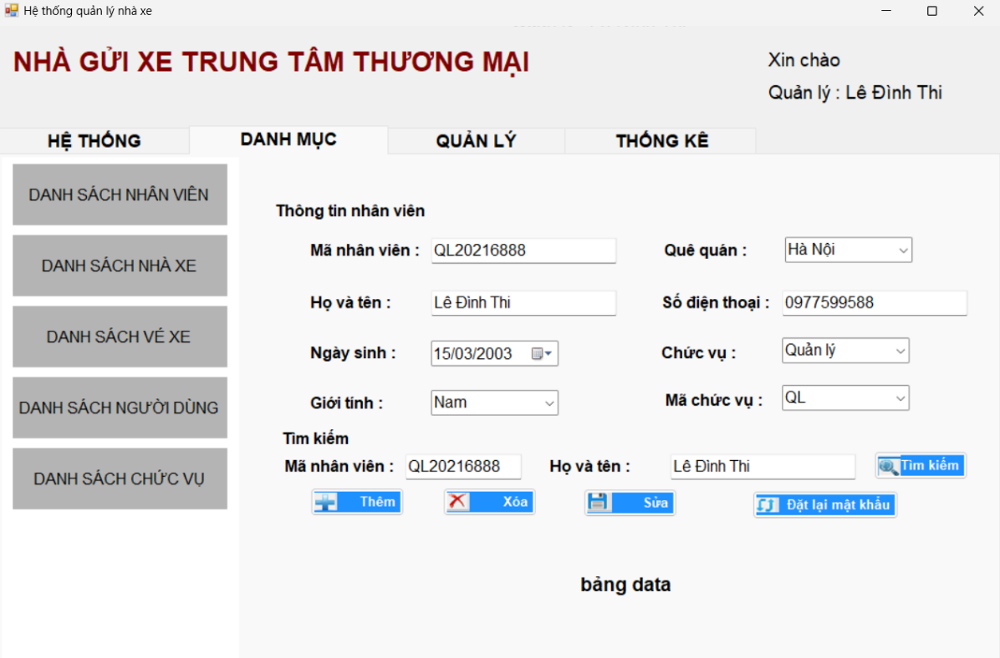 Hệ thống quản lý nhà xe
NHÀ GỬI XE TRUNG TÂM THƯƠNG MẠI
Xin chào
Quản lý : Lê Đình Thi
HỆ THỐNG DANH MỤC QUẢN LÝ THỐNG KÊ
DANH SÁCH NHÂN VIÊN
DANH SÁCH NHÀ XE
DANH SÁCH VÉ XE
DANH SÁCH NGƯỜI DÙNG
DANH SÁCH CHỨC VỤ
Thông tin nhân viên
Mã nhân viên : QL20216888 Quê quán : Hà Nội
Họ và tên : Lê Đình Thi Số điện thoại : 0977599588
Ngày sinh : 15/03/2003 Chức vụ : Quản lý
Giới tính : Nam Mã chức vụ : QL
Tìm kiếm
Mã nhân viên : QL20216888 Họ và tên : Lê Đình Thi Tìm kiếm
Thêm Xóa Sửa Đặt lại mật khẩu
bảng data